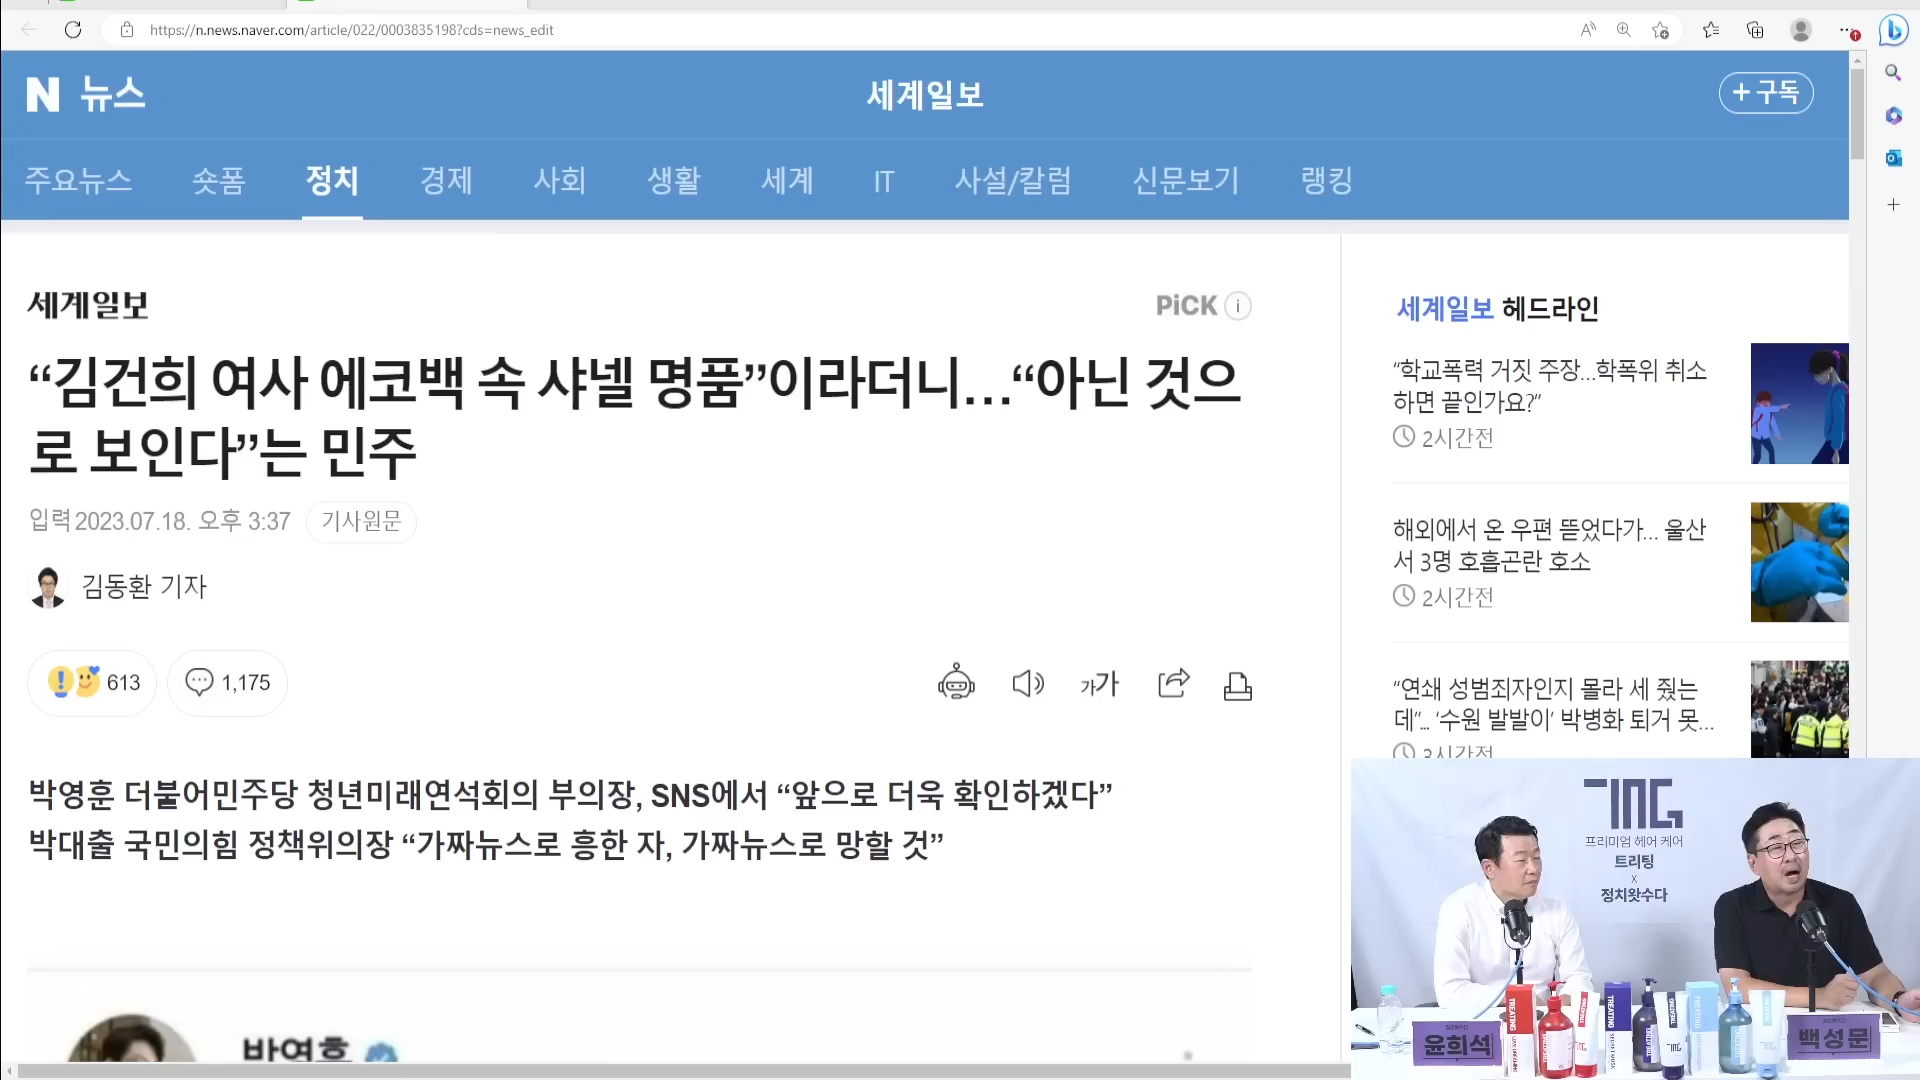 https://n.news.naver.com/article/022/0003835198?cds=news_edit
N 뉴스
세계일보
+ 구독
주요뉴스 숏폼 정치 경제 사회 생활 세계 IT 사설/칼럼 신문보기 랭킹
세계일보
PiCK i
“김건희 여사 에코백 속 샤넬 명품”이라더니…“아닌 것으
로 보인다”는 민주
입력 2023.07.18. 오후 3:37 기사원문
김동환 기자
613 1,175
가가
박영훈 더불어민주당 청년미래연석회의 부의장, SNS에서 “앞으로 더욱 확인하겠다”
박대출 국민의힘 정책위의장 “가짜뉴스로 흥한 자, 가짜뉴스로 망할 것”
박영훈
세계일보 헤드라인
“학교폭력 거짓 주장…학폭위 취소
하면 끝인가요?”
2시간전
해외에서 온 우편 뜯었다가… 울산
서 3명 호흡곤란 호소
2시간전
“연쇄 성범죄자인지 몰라 세 줬는
데”… ‘수원 발발이’ 박병화 퇴거 못…
3시간전
TING
프리미엄 헤어 케어
트리팅
x
정치왓수다
TREATING
TREATING
TREATING
윤희석
백성문